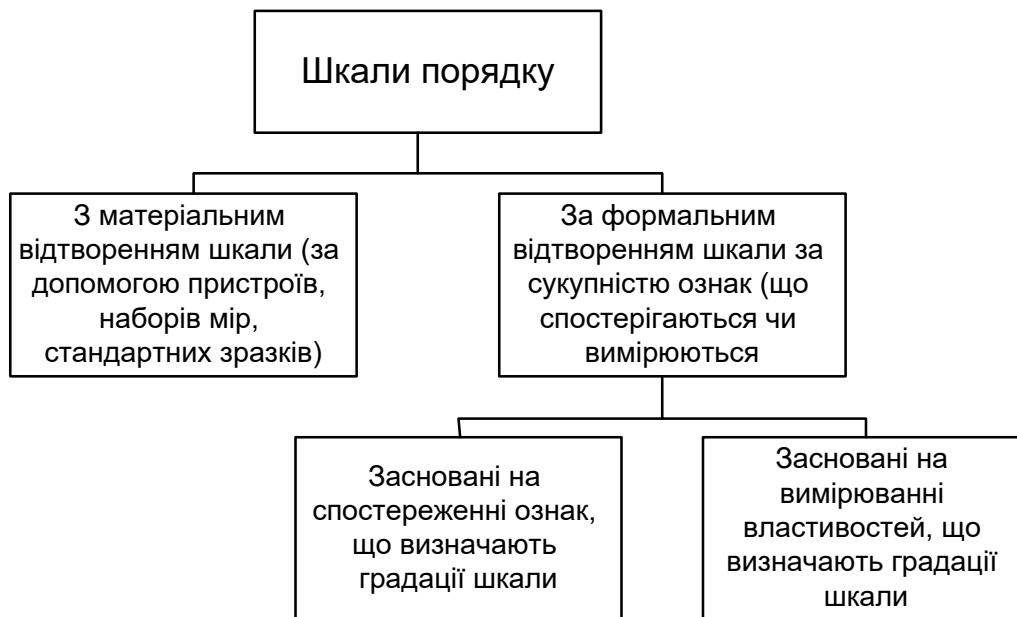 Шкали порядку
З матеріальним
відтворенням шкали (за
допомогою пристроїв,
наборів мір,
стандартних зразків)
За формальним
відтворенням шкали за
сукупністю ознак (що
спостерігаються чи
вимірюються
Засновані на
спостереженні ознак,
що визначають
градації шкали
Засновані на
вимірюванні
властивостей, що
визначають градації
шкали